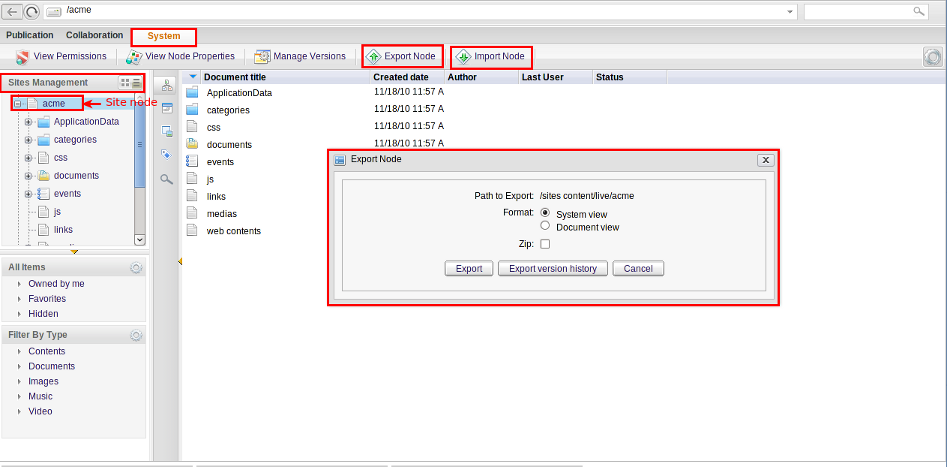 /acme
Publication Collaboration System
View Permissions View Node Properties Manage Versions Export Node Import Node
Sites Management
acme Site node
ApplicationData
categories
css
documents
events
js
links
All Items
Owned by me
Favorites
Hidden
Filter By Type
Contents
Documents
Images
Music
Video
Document title Created date Author Last User Status
ApplicationData 11/18/10 11:57 A
categories 11/18/10 11:57 A
css 11/18/10 11:57 A
documents 11/18/10 11:57 A
events
js
links
medias
web contents
Export Node X
Path to Export: /sites content/live/acme
Format: System view
Document view
Zip:
Export Export version history Cancel